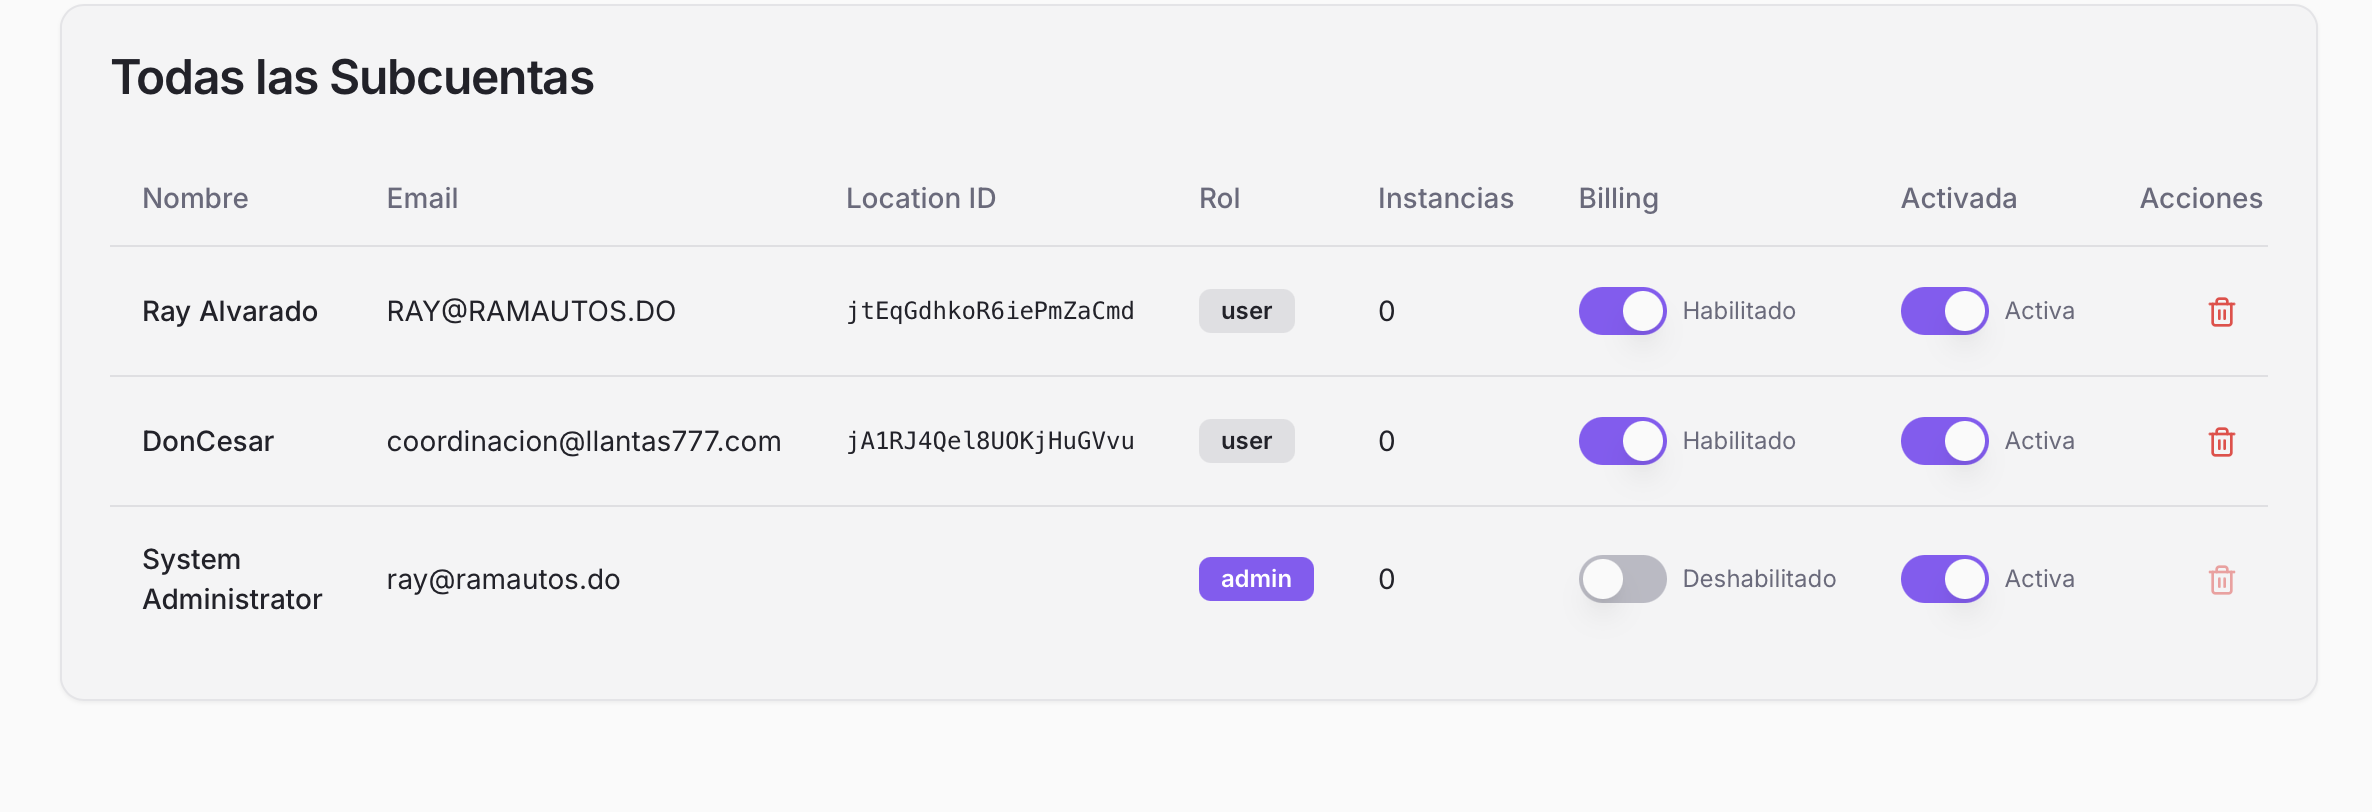 Todas las Subcuentas
Nombre Email Location ID Rol Instancias Billing Activada Acciones
Ray Alvarado RAY@RAMAUTOS.DO jtEqGdhkoR6iePmZaCmd user 0 Habilitado Activa
DonCesar coordinacion@llantas777.com jA1RJ4Qel8UOKjHuGVvu user 0 Habilitado Activa
System
Administrator ray@ramautos.do admin 0 Deshabilitado Activa